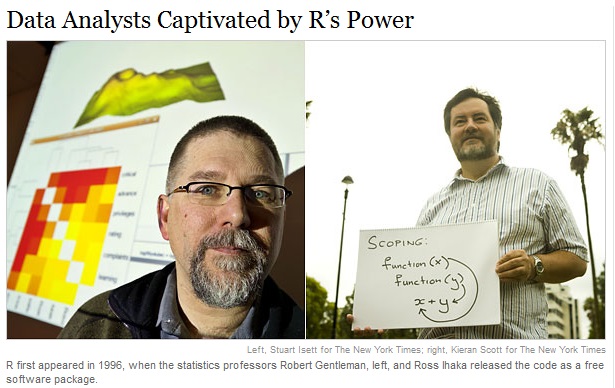 Data Analysts Captivated by R's Power
critical
advance
privileges
rating
complaints
learning
SCOPING:
function(x)
function(y)
x + y
Left, Stuart Isett for The New York Times; right, Kieran Scott for The New York Times
R first appeared in 1996, when the statistics professors Robert Gentleman, left, and Ross Ihaka released the code as a free
software package.